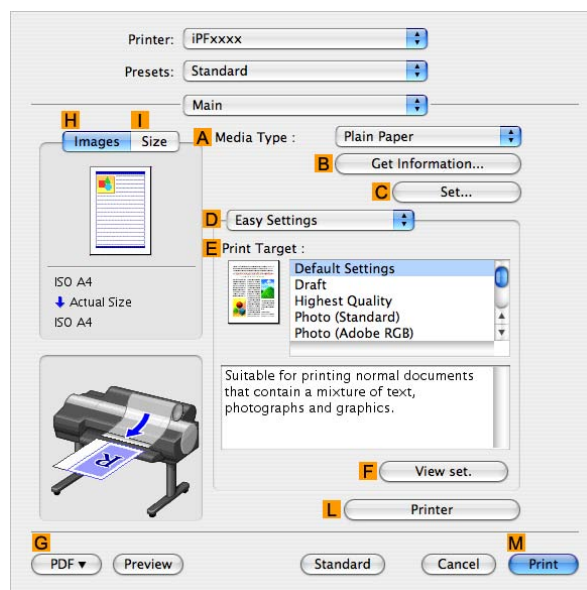 Printer: iPFxxxx
Presets: Standard
Main
H I
Images Size
A Media Type : Plain Paper
B Get Information...
C Set...
D Easy Settings
E Print Target :
Default Settings
Draft
Highest Quality
Photo (Standard)
Photo (Adobe RGB)
ISO A4
Actual Size
ISO A4
Suitable for printing normal documents
that contain a mixture of text,
photographs and graphics.
F View set.
L Printer
G M
PDF Preview Standard Cancel Print